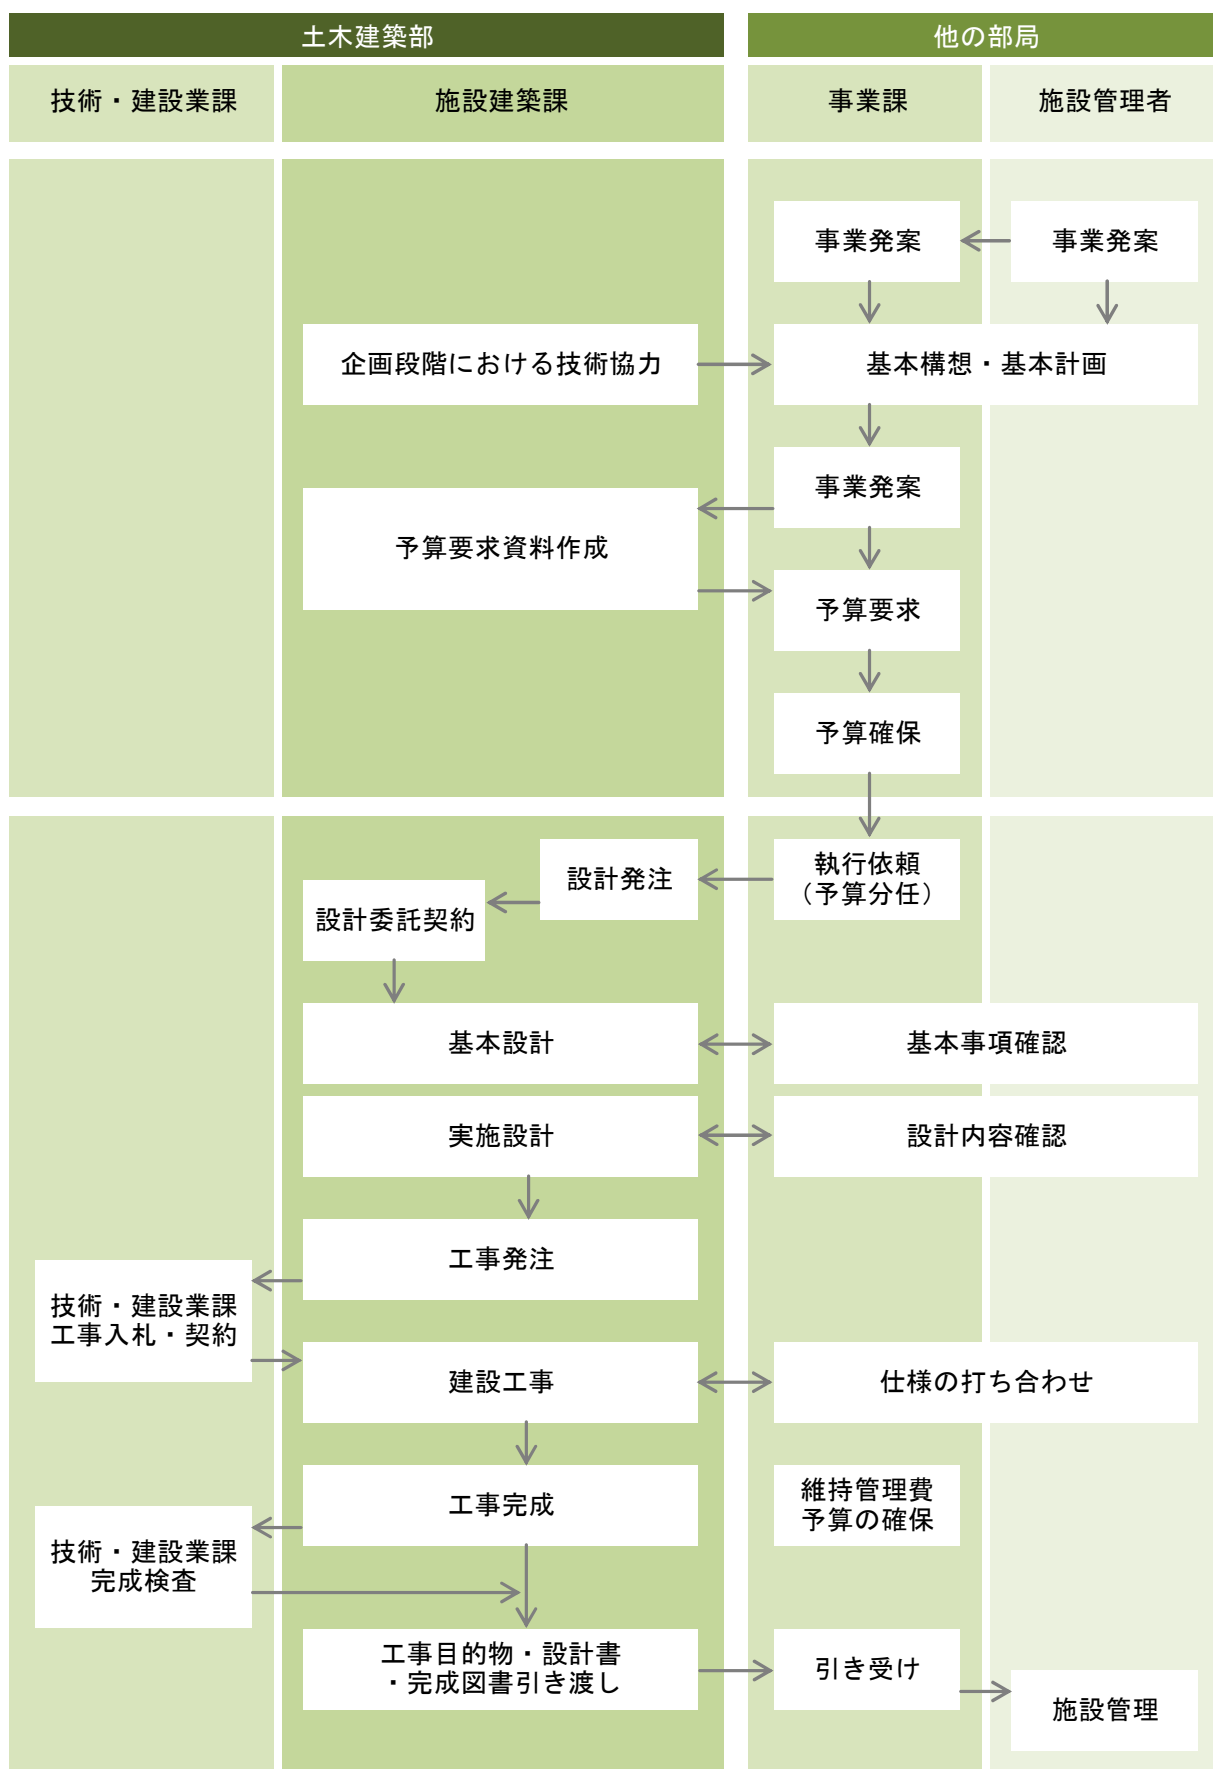 土木建築部
他の部局
技術・建設業課
施設建築課
事業課
施設管理者
事業発案
事業発案
企画段階における技術協力
基本構想・基本計画
事業発案
予算要求資料作成
予算要求
予算確保
執行依頼
（予算分任）
設計発注
設計委託契約
基本設計
基本事項確認
実施設計
設計内容確認
工事発注
技術・建設業課
工事入札・契約
建設工事
仕様の打ち合わせ
工事完成
維持管理費
予算の確保
技術・建設業課
完成検査
工事目的物・設計書
・完成図書引き渡し
引き受け
施設管理